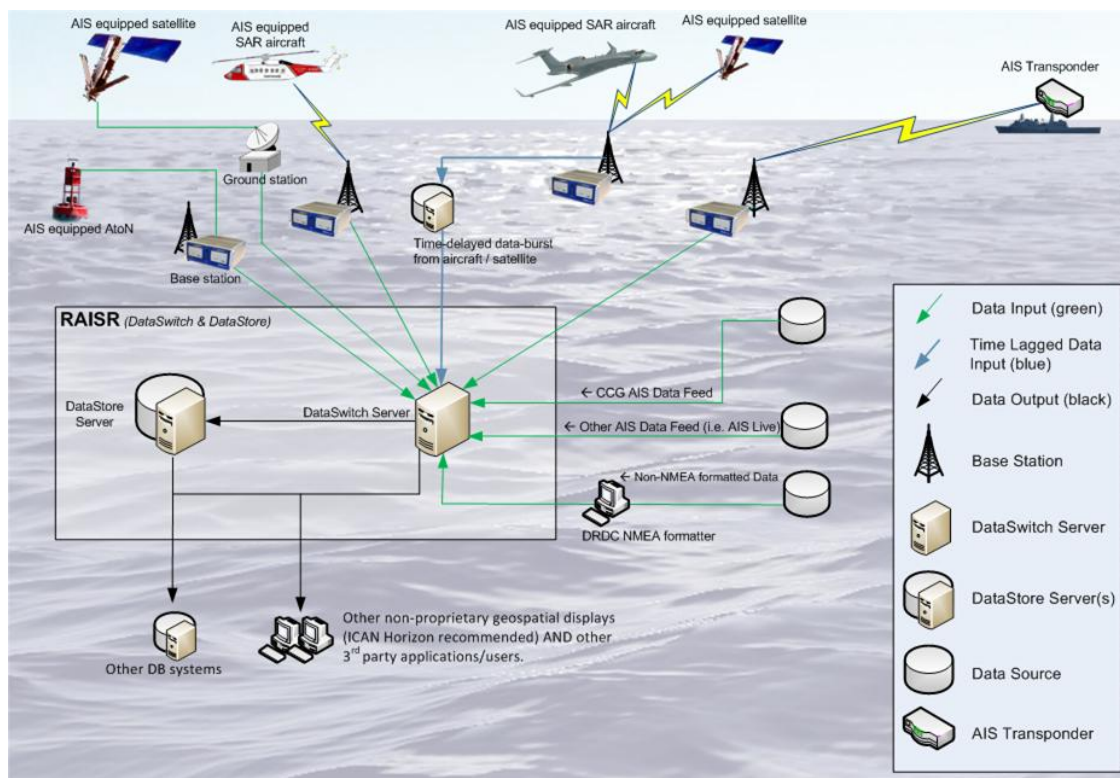 AIS equipped satellite
AIS equipped
SAR aircraft
AIS equipped SAR aircraft
AIS equipped satellite
AIS Transponder
Ground station
AIS equipped AtoN
Base station
Time-delayed data-burst
from aircraft / satellite
RAISR (DataSwitch & DataStore)
DataStore
Server
DataSwitch Server
← CCG AIS Data Feed
← Other AIS Data Feed (i.e. AIS Live)
← Non-NMEA formatted Data
DRDC NMEA formatter
Other DB systems
Other non-proprietary geospatial displays
(ICAN Horizon recommended) AND other
3rd party applications/users.
Data Input (green)
Time Lagged Data
Input (blue)
Data Output (black)
Base Station
DataSwitch Server
DataStore Server(s)
Data Source
AIS Transponder